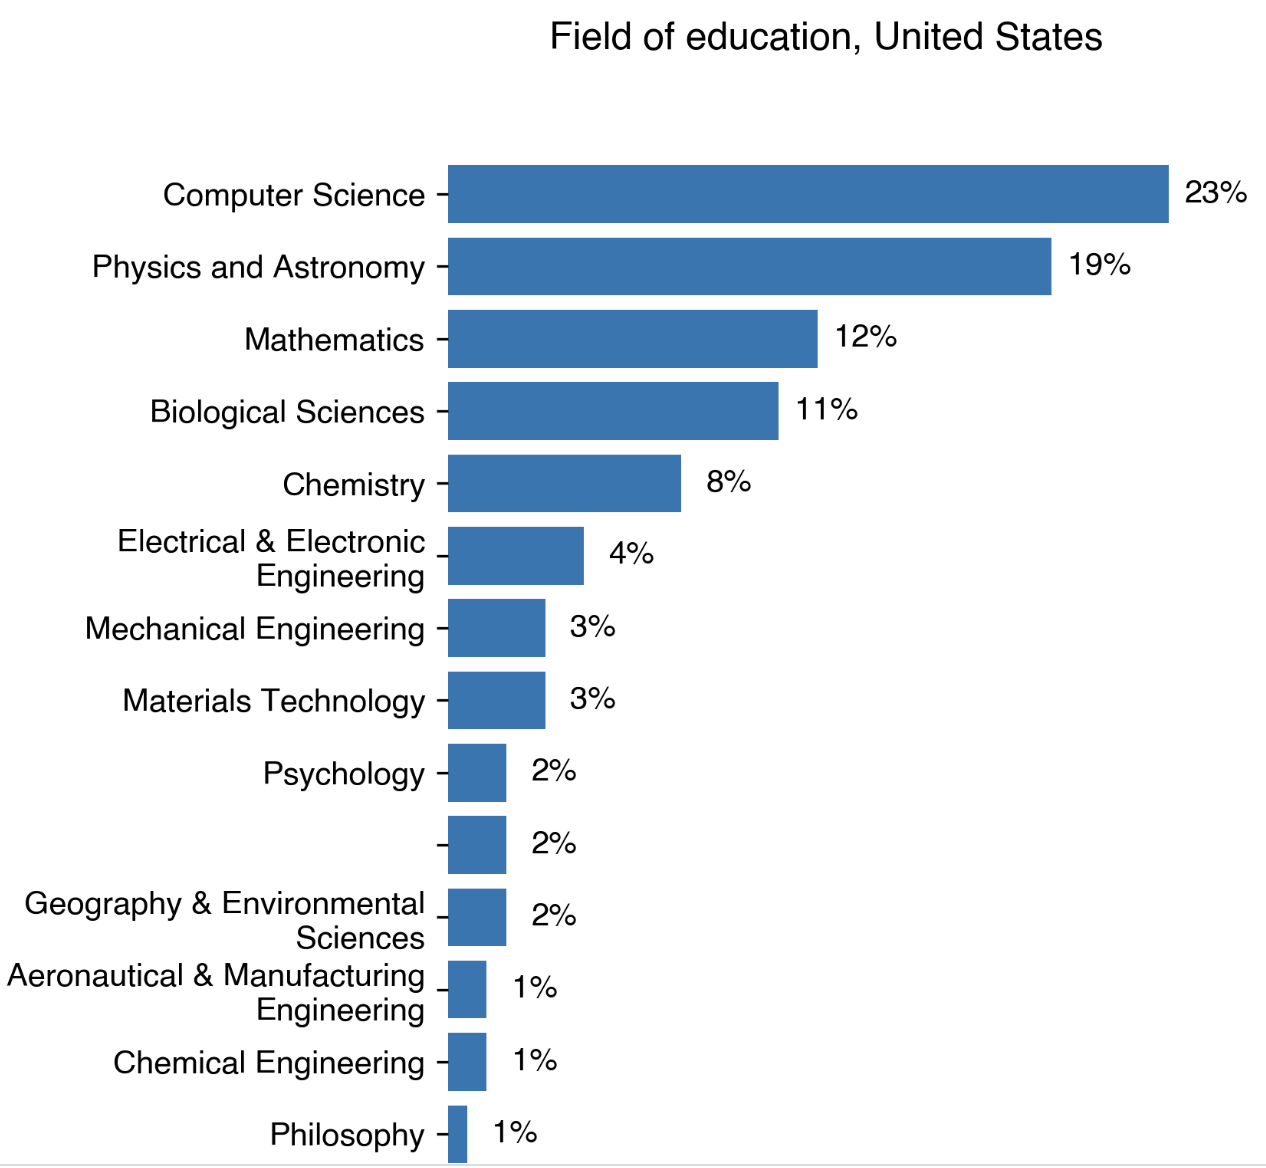 Field of education, United States
Computer Science 23%
Physics and Astronomy 19%
Mathematics 12%
Biological Sciences 11%
Chemistry 8%
Electrical & Electronic
Engineering 4%
Mechanical Engineering 3%
Materials Technology 3%
Psychology 2%
2%
Geography & Environmental
Sciences 2%
Aeronautical & Manufacturing
Engineering 1%
Chemical Engineering 1%
Philosophy 1%